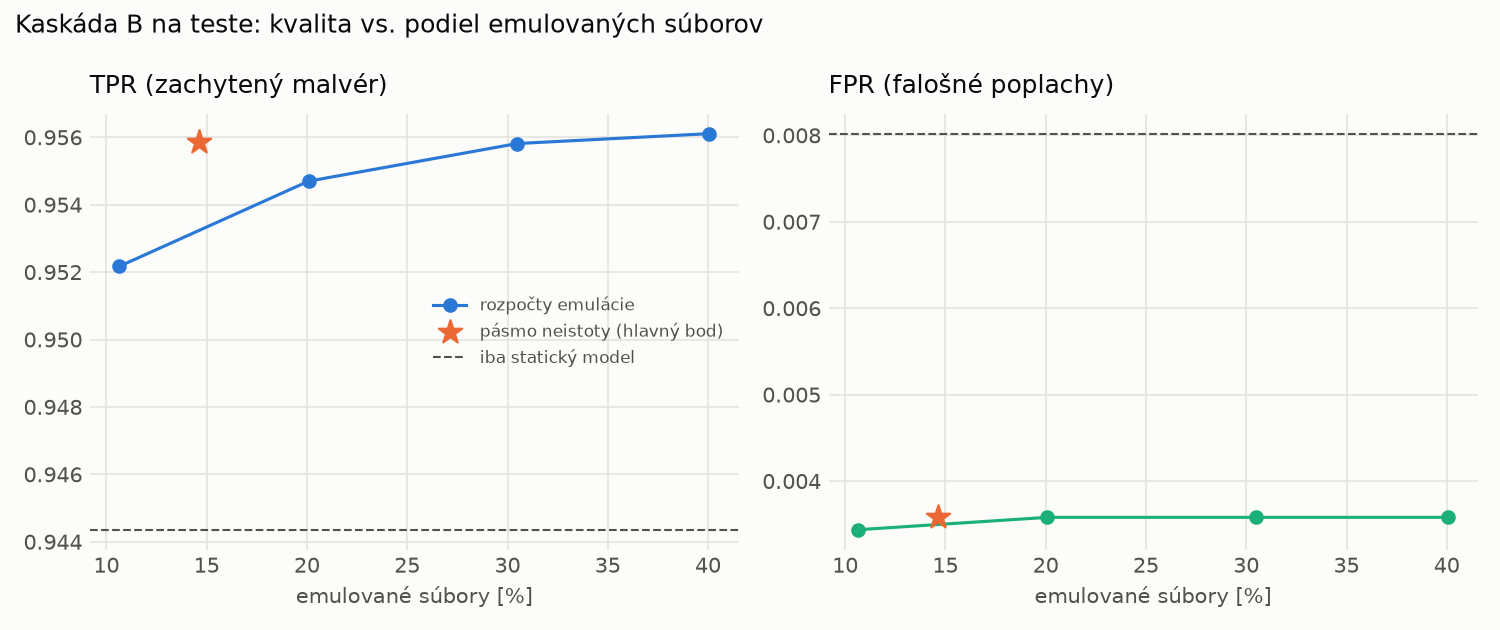 Kaskáda B na teste: kvalita vs. podiel emulovaných súborov
TPR (zachytený malvér)
0.956
0.954
0.952
0.950
0.948
0.946
0.944
rozpočty emulácie
pásmo neistoty (hlavný bod)
iba statický model
10 15 20 25 30 35 40
emulované súbory [%]
FPR (falošné poplachy)
0.008
0.007
0.006
0.005
0.004
10 15 20 25 30 35 40
emulované súbory [%]